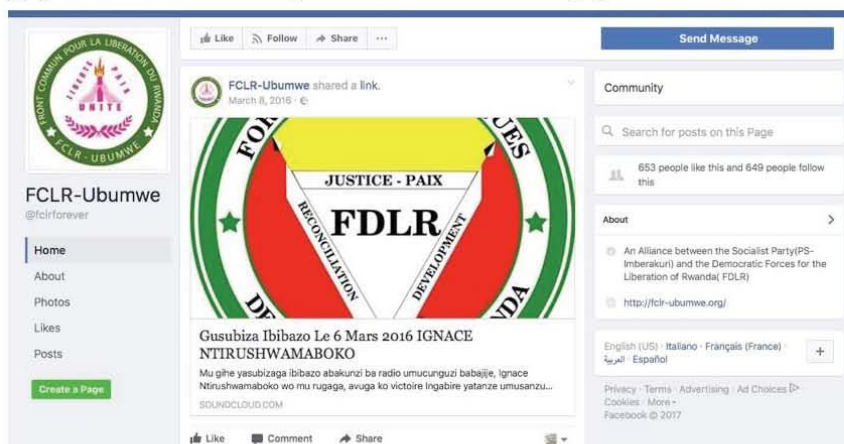 FRONT COMMUN POUR LA LIBERATION DU RWANDA
LIBERTE PAIX
UNITE
FCLR - UBUMWE
FCLR-Ubumwe
@fclrforever
Home
About
Photos
Likes
Posts
Create a Page
Like Follow Share
FCLR-Ubumwe shared a link.
March 8, 2016
JUSTICE - PAIX
FDLR
RECONCILIATION
DEVELOPMENT
Gusubiza Ibibazo Le 6 Mars 2016 IGNACE
NTIRUSHWAMABOKO
Mu gihe yasubizaga ibibazo abakunzi ba radio umucunguzi babajije, Ignace
Ntirushwamaboko wo mu rugaga, avuga ko victoire Ingabire yatanze umusanzu...
SOUNDCLOUD.COM
Like Comment Share
Send Message
Community
Search for posts on this Page
653 people like this and 649 people follow
this
About
An Alliance between the Socialist Party(PS-
Imberakuri) and the Democratic Forces for the
Liberation of Rwanda( FDLR)
http://fclr-ubumwe.org/
English (US) · Italiano · Français (France) ·
العربية · Español
Privacy · Terms · Advertising · Ad Choices
Cookies · More
Facebook © 2017